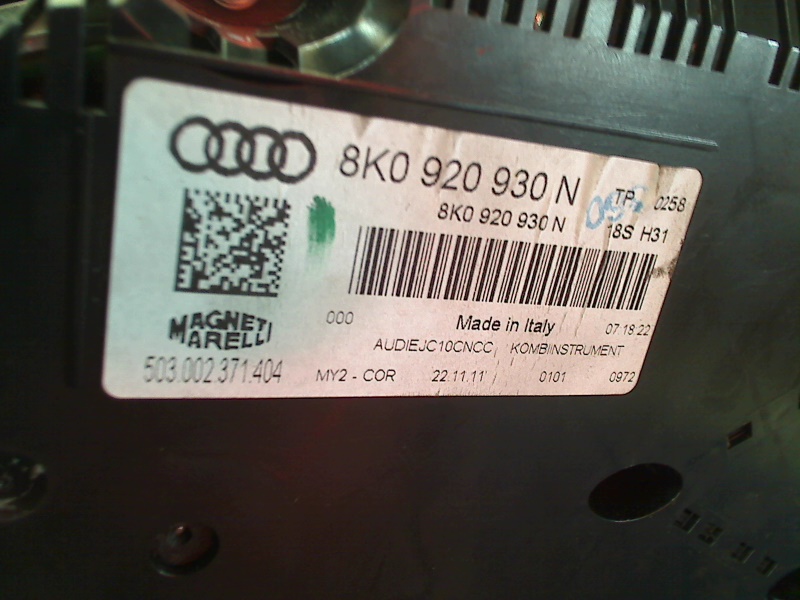 8K0 920 930 N
TP 0258
8K0 920 930 N
18S H31
MAGNETI
MARELLI
000
Made in Italy
07:18:22
AUDIEJC10CNCC KOMBIINSTRUMENT
503.002.371.404
MY2 - COR
22.11.11
0101
0972